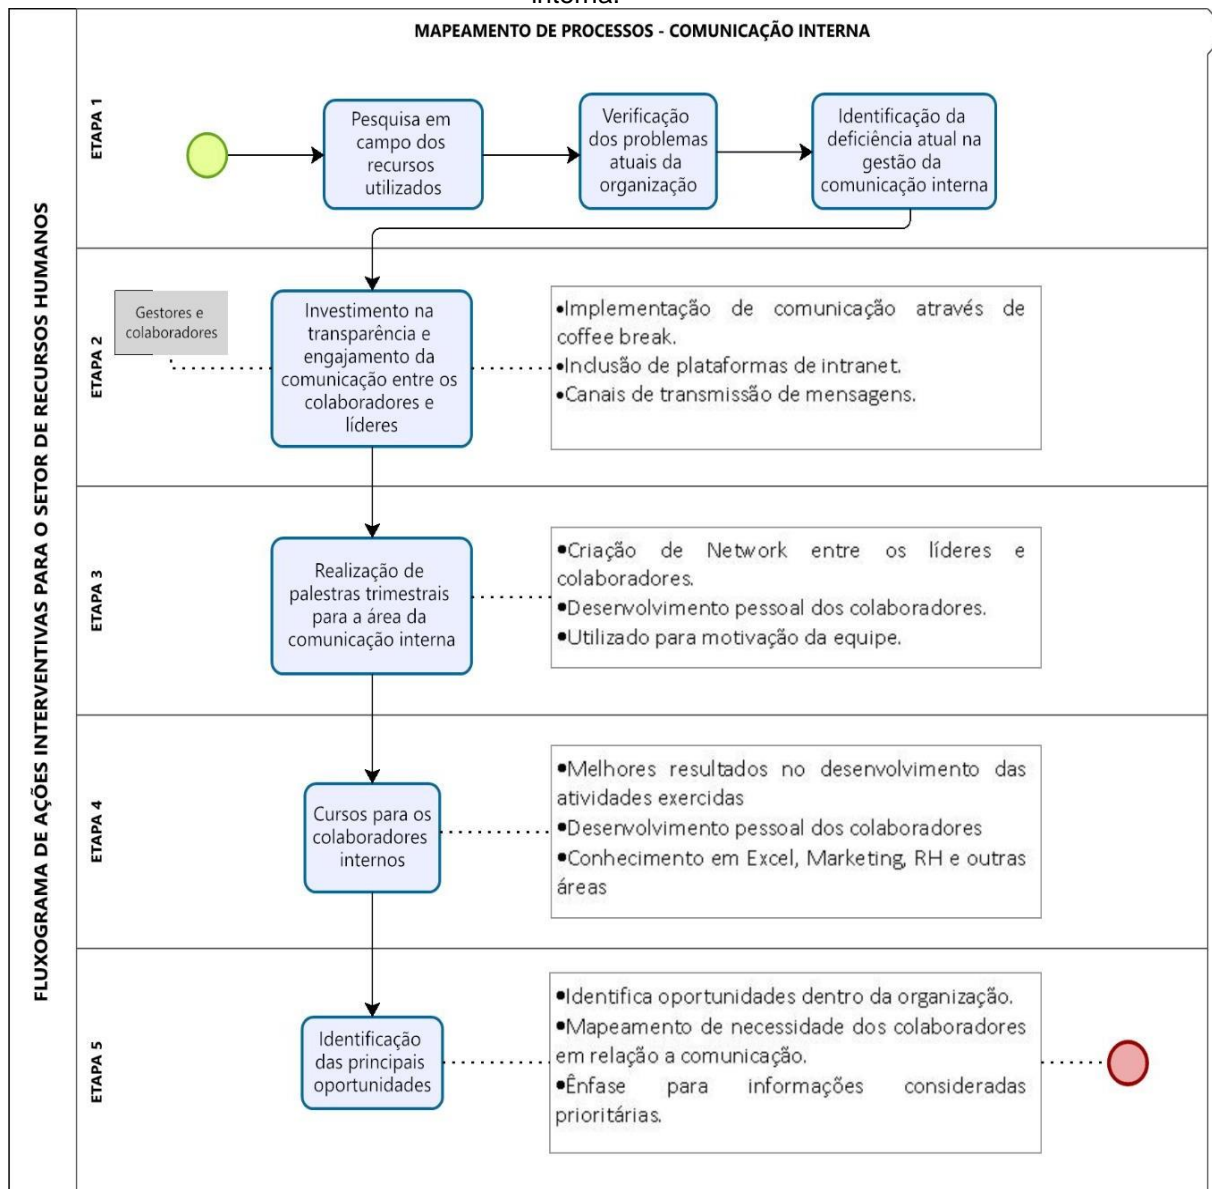 interna.
MAPEAMENTO DE PROCESSOS - COMUNICAÇÃO INTERNA
FLUXOGRAMA DE AÇÕES INTERVENTIVAS PARA O SETOR DE RECURSOS HUMANOS
ETAPA 1
Pesquisa em
campo dos
recursos
utilizados
Verificação
dos problemas
atuais da
organização
Identificação da
deficiência atual na
gestão da
comunicação interna
ETAPA 2
Gestores e
colaboradores
Investimento na
transparência e
engajamento da
comunicação entre os
colaboradores e
líderes
•Implementação de comunicação através de
coffee break.
•Inclusão de plataformas de intranet.
•Canais de transmissão de mensagens.
ETAPA 3
Realização de
palestras trimestrais
para a área da
comunicação interna
•Criação de Network entre os líderes e
colaboradores.
•Desenvolvimento pessoal dos colaboradores.
•Utilizado para motivação da equipe.
ETAPA 4
Cursos para os
colaboradores
internos
•Melhores resultados no desenvolvimento das
atividades exercidas
•Desenvolvimento pessoal dos colaboradores
•Conhecimento em Excel, Marketing, RH e outras
áreas
ETAPA 5
Identificação
das principais
oportunidades
•Identifica oportunidades dentro da organização.
•Mapeamento de necessidade dos colaboradores
em relação a comunicação.
•Ênfase para informações consideradas
prioritárias.